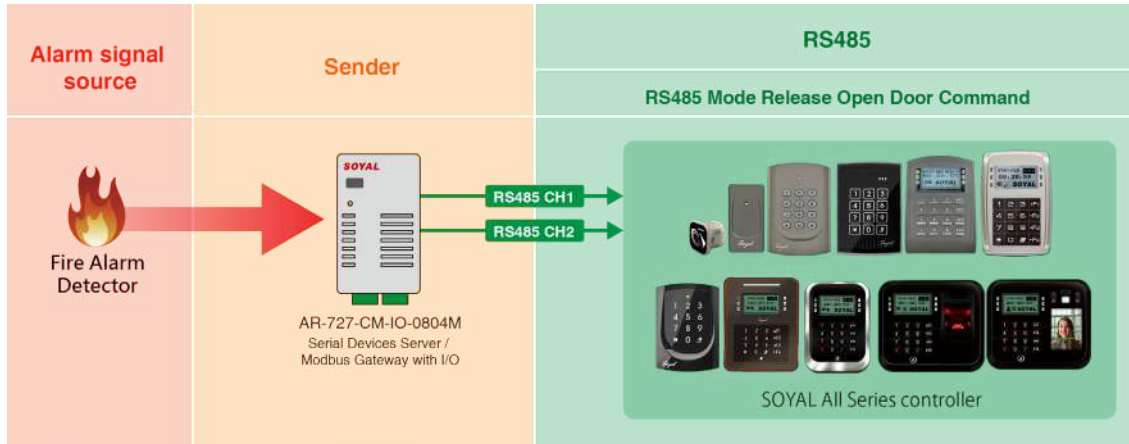 Alarm signal
source
Sender
RS485
RS485 Mode Release Open Door Command
SOYAL
RS485 CH1
RS485 CH2
Fire Alarm
Detector
AR-727-CM-IO-0804M
Serial Devices Server /
Modbus Gateway with I/O
SOYAL All Series controller